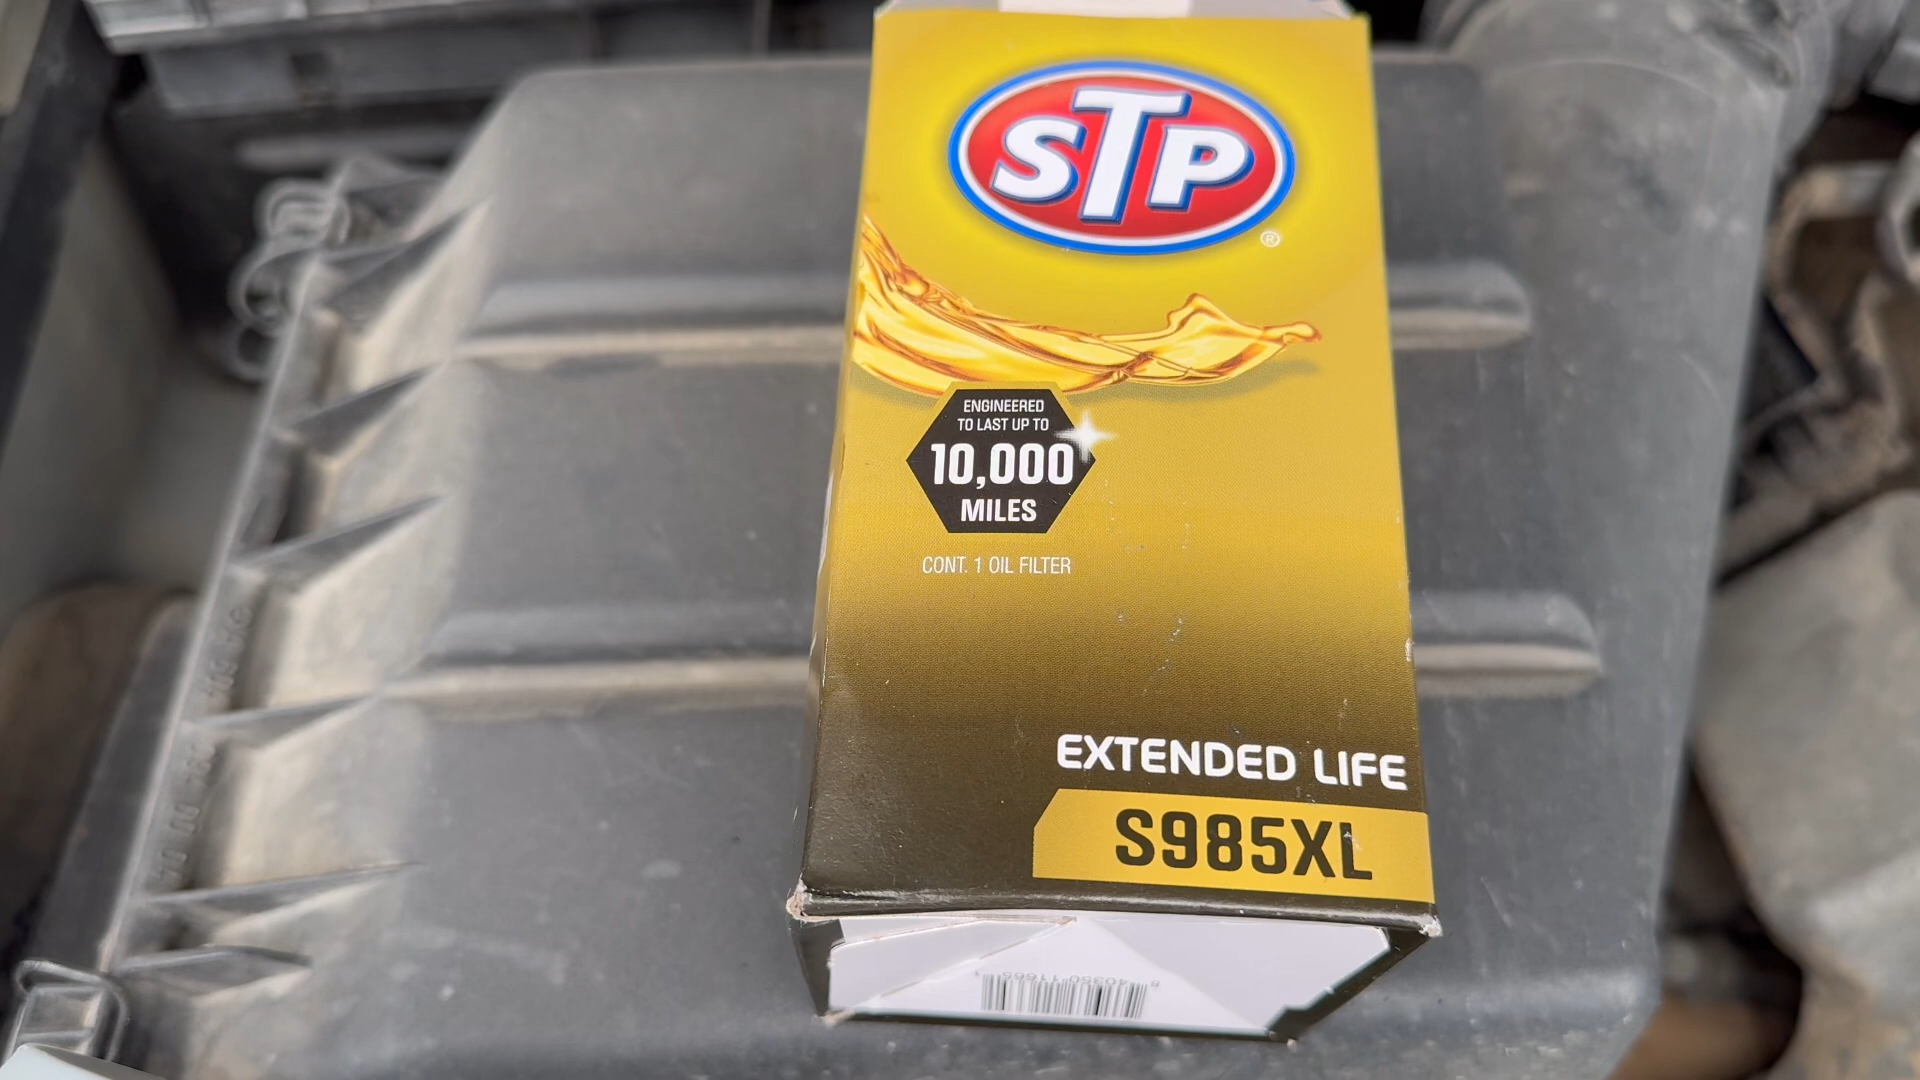 STP
®
ENGINEERED
TO LAST UP TO
10,000
MILES
CONT. 1 OIL FILTER
EXTENDED LIFE
S985XL